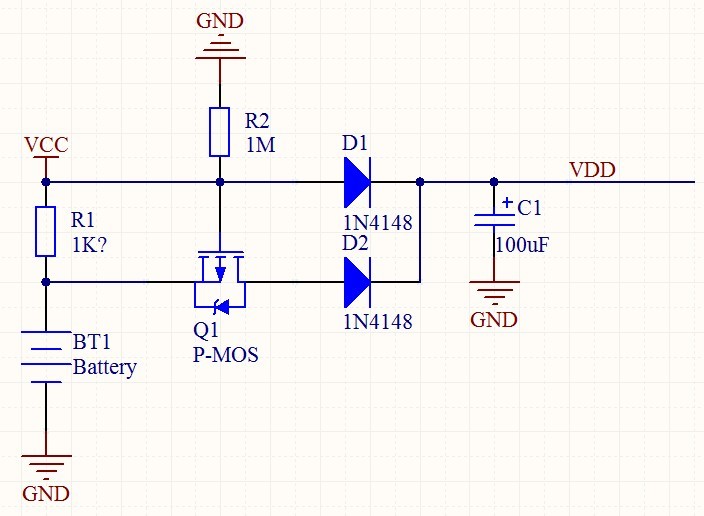 GND
R2
1M
VCC
D1
VDD
R1
1K?
1N4148
C1
100uF
D2
1N4148
GND
Q1
P-MOS
BT1
Battery
GND